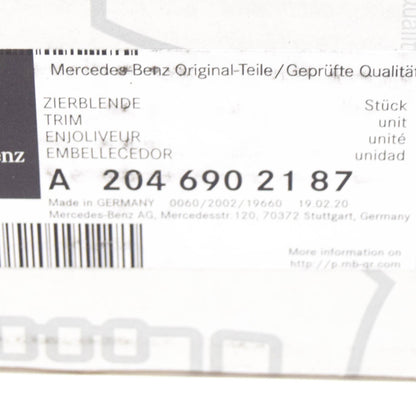 Mercedes-Benz Original-Teile/Geprüfte Qualitä
ZIERBLENDE Stück
TRIM unit
ENJOLIVEUR unité
EMBELLECEDOR unidad
enz
A 204 690 21 87
Made in GERMANY 0060/2002/19660 19.02.20
Mercedes-Benz AG, Mercedesstr. 120, 70372 Stuttgart, Germany
More information on
http://p.mb-qr.com/